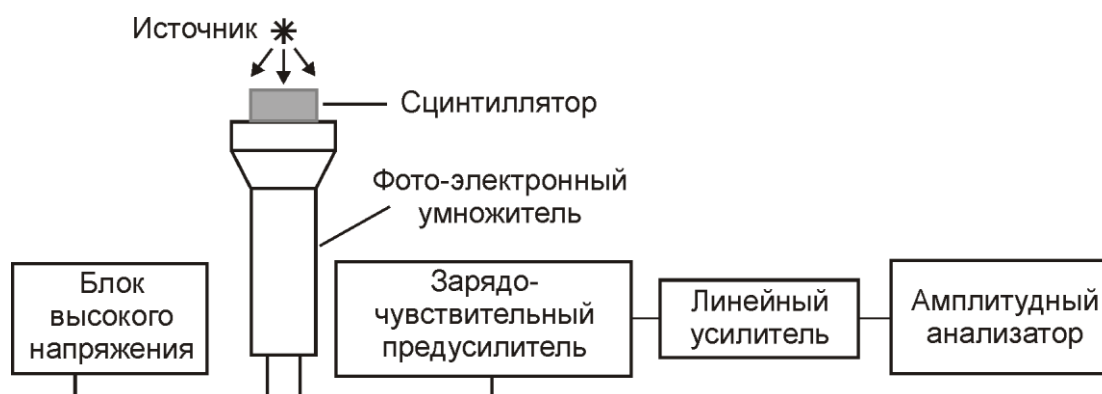 Источник
Сцинтиллятор
Фото-электронный
умножитель
Блок
высокого
напряжения
Зарядо-
чувствительный
предусилитель
Линейный
усилитель
Амплитудный
анализатор